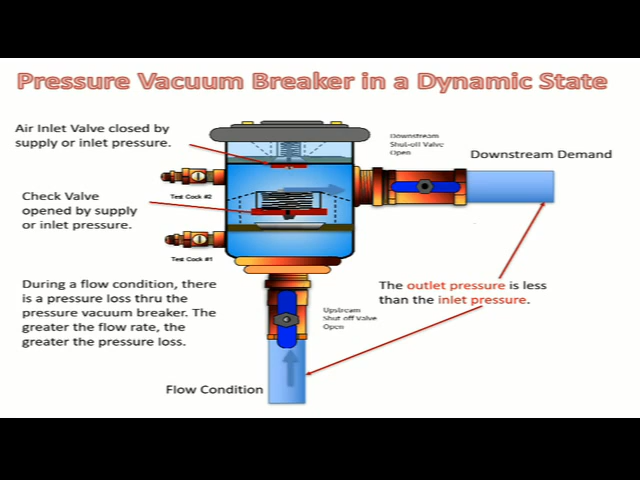 Pressure Vacuum Breaker in a Dynamic State
Air Inlet Valve closed by
supply or inlet pressure.
Downstream
Shut-off Valve
Open
Downstream Demand
Test Cock #2
Check Valve
opened by supply
or inlet pressure.
Test Cock #1
During a flow condition, there
is a pressure loss thru the
pressure vacuum breaker. The
greater the flow rate, the
greater the pressure loss.
The outlet pressure is less
than the inlet pressure.
Upstream
Shut off Valve
Open
Flow Condition